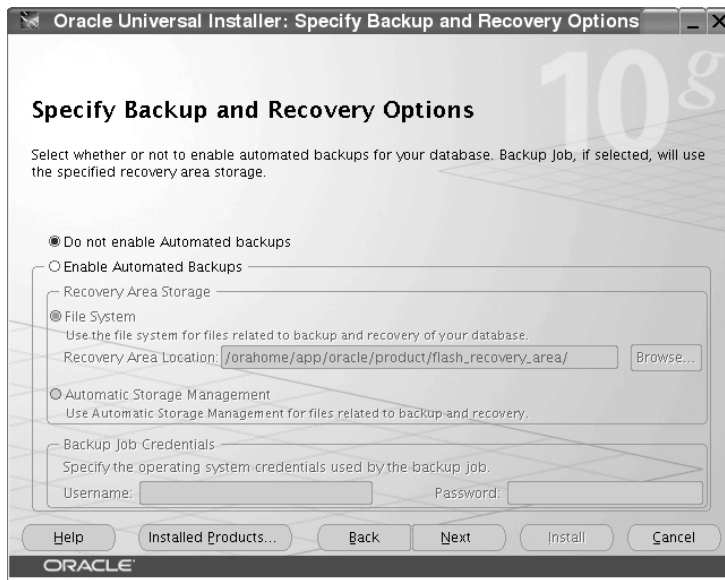 Oracle Universal Installer: Specify Backup and Recovery Options
10g
Specify Backup and Recovery Options
Select whether or not to enable automated backups for your database. Backup Job, if selected, will use
the specified recovery area storage.
Do not enable Automated backups
Enable Automated Backups
Recovery Area Storage
File System
Use the file system for files related to backup and recovery of your database.
Recovery Area Location: /orahome/app/oracle/product/flash_recovery_area/ Browse...
Automatic Storage Management
Use Automatic Storage Management for files related to backup and recovery.
Backup Job Credentials
Specify the operating system credentials used by the backup job.
Username: Password:
Help Installed Products... Back Next Install Cancel
ORACLE